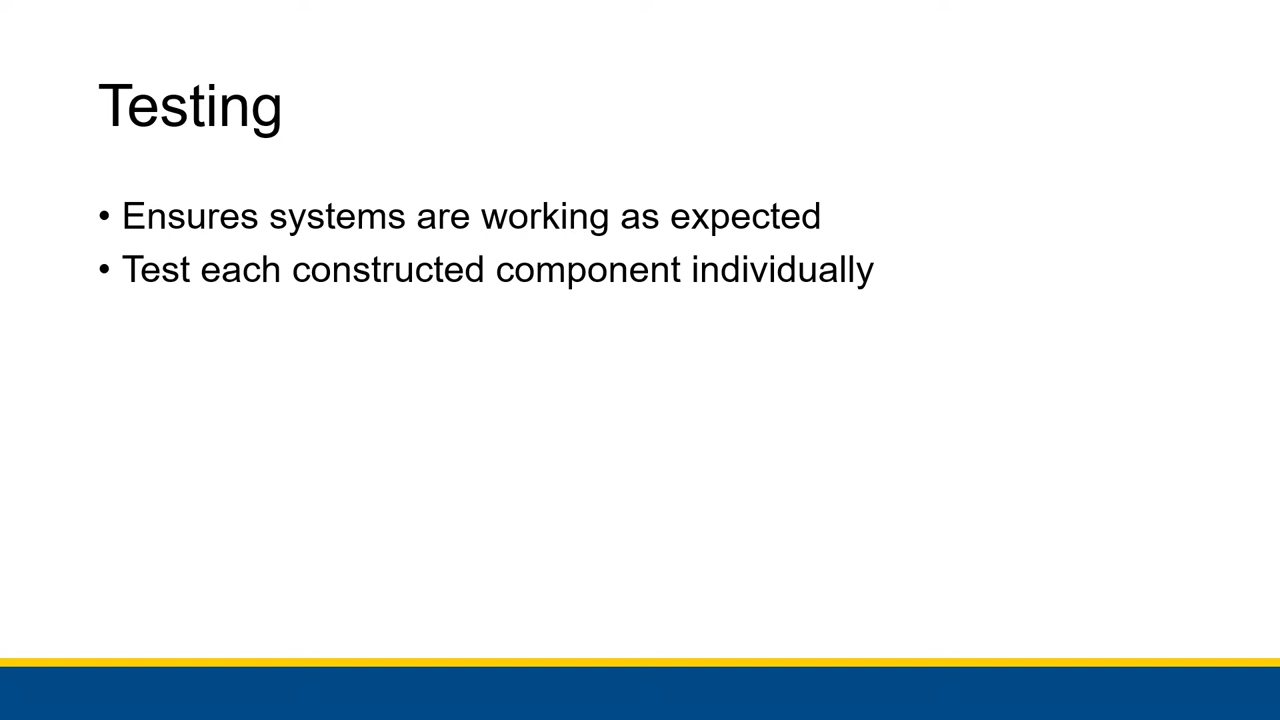 Testing
• Ensures systems are working as expected
• Test each constructed component individually